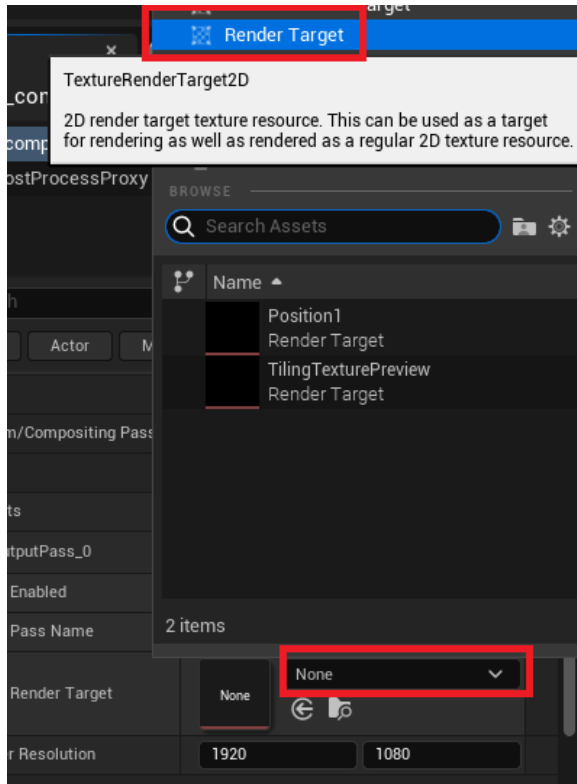 Render Target
TextureRenderTarget2D
2D render target texture resource. This can be used as a target
for rendering as well as rendered as a regular 2D texture resource.
ostProcessProxy
BROWSE
Search Assets
Name
Position1
Render Target
Actor
TilingTexturePreview
Render Target
m/Compositing Pass
ts
utputPass_0
Enabled
2 items
Pass Name
None
Render Target
None
r Resolution
1920
1080